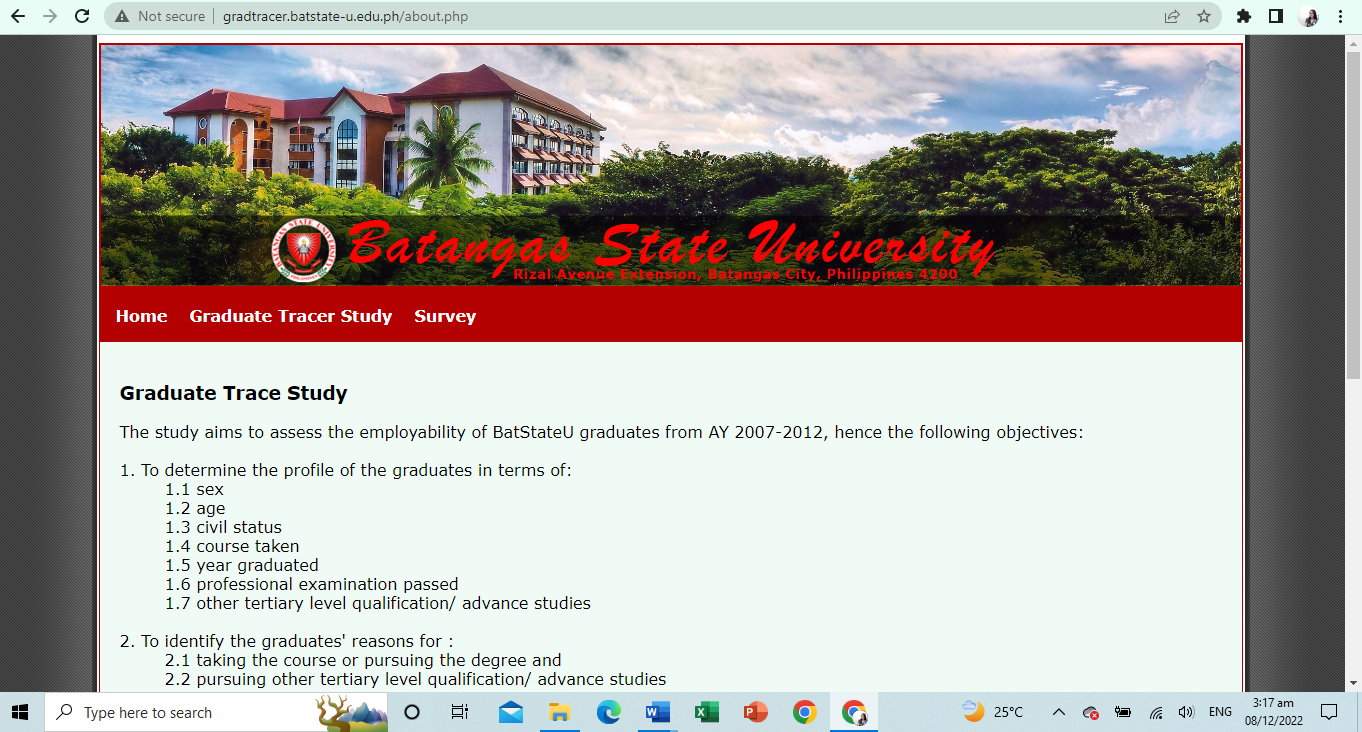 Not secure
gradtracer.batstate-u.edu.ph/about.php
BATANGAS STATE UNIVERSITY
Batangas State University
Rizal Avenue Extension, Batangas City, Philippines 4200
Home Graduate Tracer Study Survey
Graduate Trace Study
The study aims to assess the employability of BatStateU graduates from AY 2007-2012, hence the following objectives:
1. To determine the profile of the graduates in terms of:
1.1 sex
1.2 age
1.3 civil status
1.4 course taken
1.5 year graduated
1.6 professional examination passed
1.7 other tertiary level qualification/ advance studies
2. To identify the graduates' reasons for :
2.1 taking the course or pursuing the degree and
2.2 pursuing other tertiary level qualification/ advance studies
Type here to search
25°C
ENG
3:17 am
08/12/2022